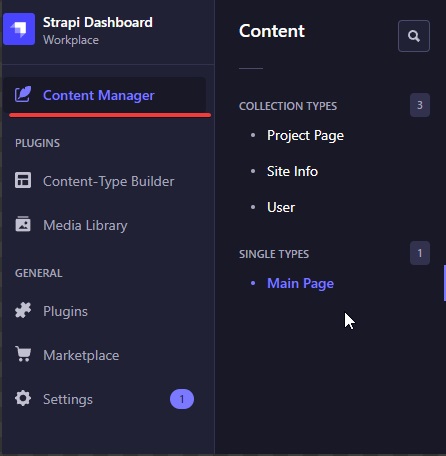 Strapi Dashboard
Workplace
Content Manager
PLUGINS
Content-Type Builder
Media Library
GENERAL
Plugins
Marketplace
Settings 1
Content
COLLECTION TYPES 3
Project Page
Site Info
User
SINGLE TYPES 1
Main Page